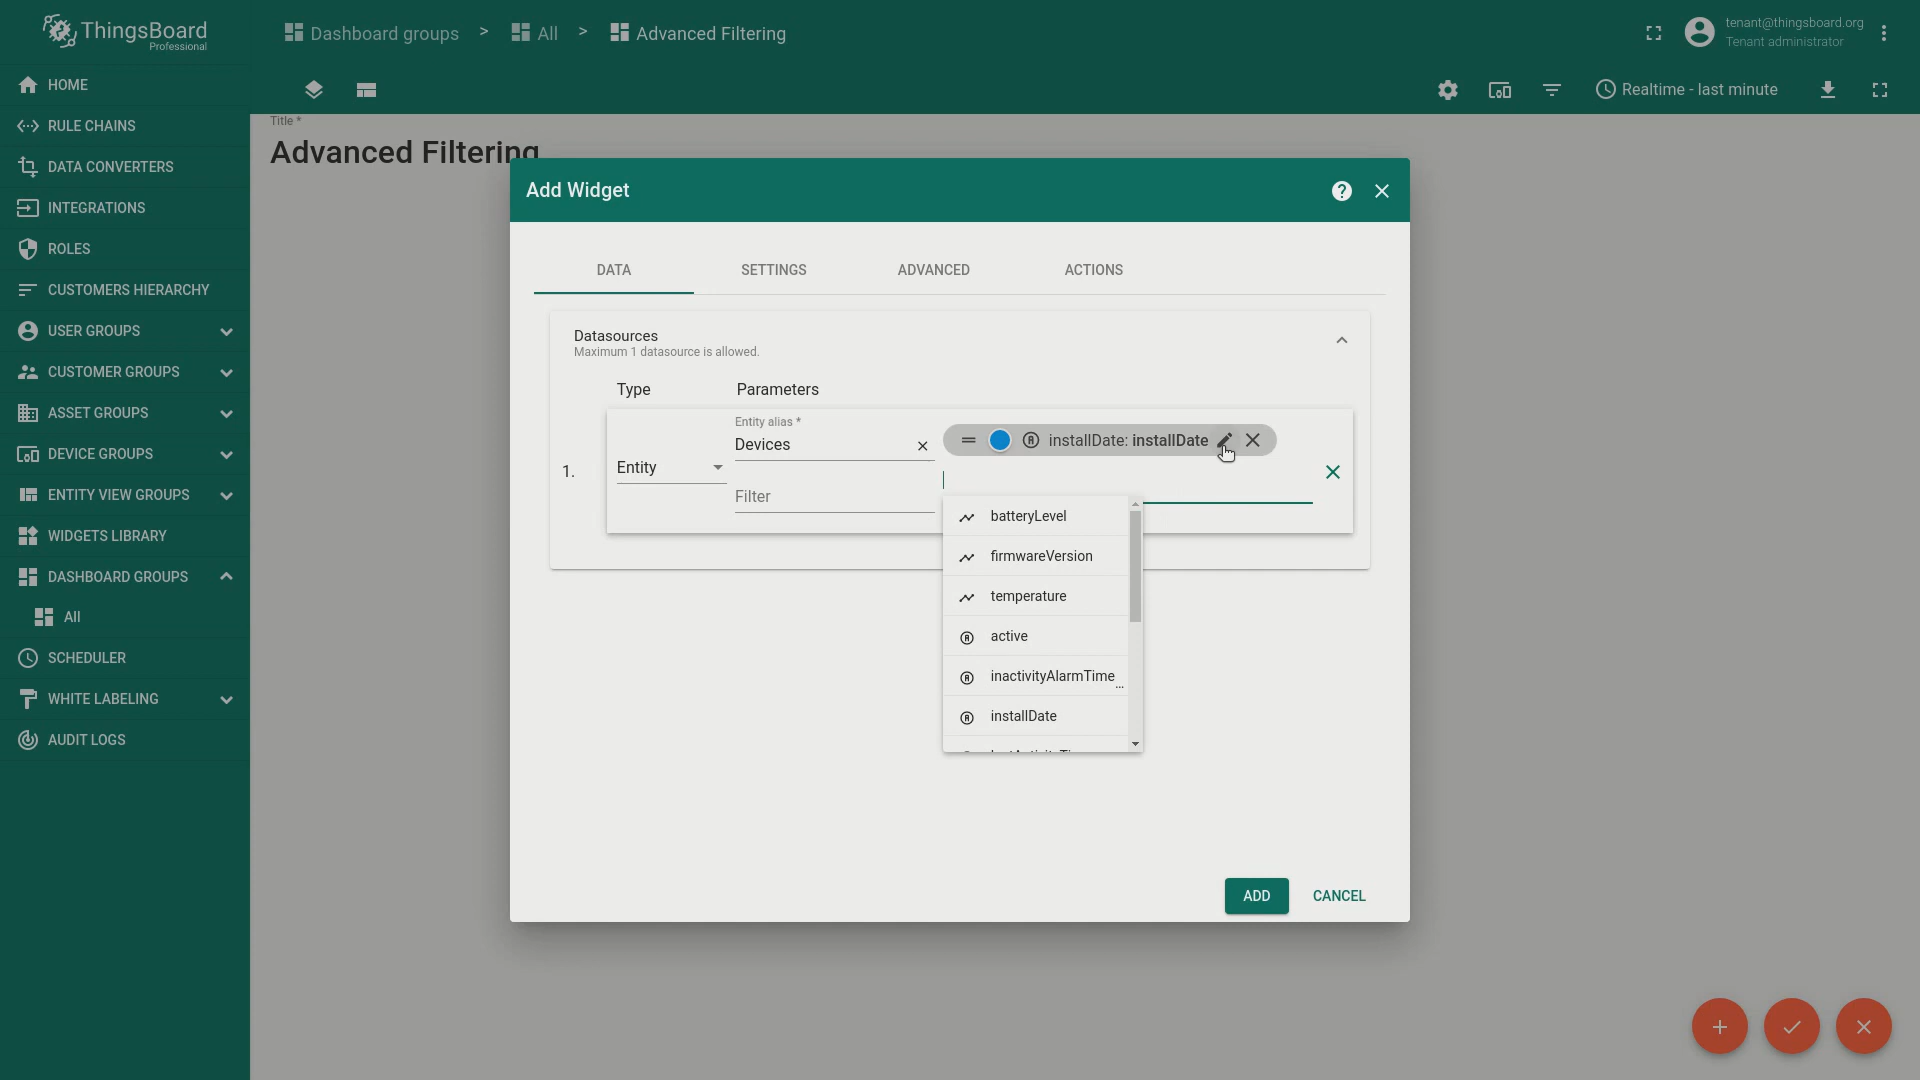 ThingsBoard
Professional
Dashboard groups > All > Advanced Filtering
tenant@thingsboard.org
Tenant administrator
HOME
RULE CHAINS
DATA CONVERTERS
INTEGRATIONS
ROLES
CUSTOMERS HIERARCHY
USER GROUPS
CUSTOMER GROUPS
ASSET GROUPS
DEVICE GROUPS
ENTITY VIEW GROUPS
WIDGETS LIBRARY
DASHBOARD GROUPS
All
SCHEDULER
WHITE LABELING
AUDIT LOGS
Realtime - last minute
Title *
Advanced Filtering
Add Widget
DATA SETTINGS ADVANCED ACTIONS
Datasources
Maximum 1 datasource is allowed.
Type Parameters
1.
Entity
Entity alias *
Devices
Filter
installDate: installDate
batteryLevel
firmwareVersion
temperature
active
inactivityAlarmTime...
installDate
ADD CANCEL